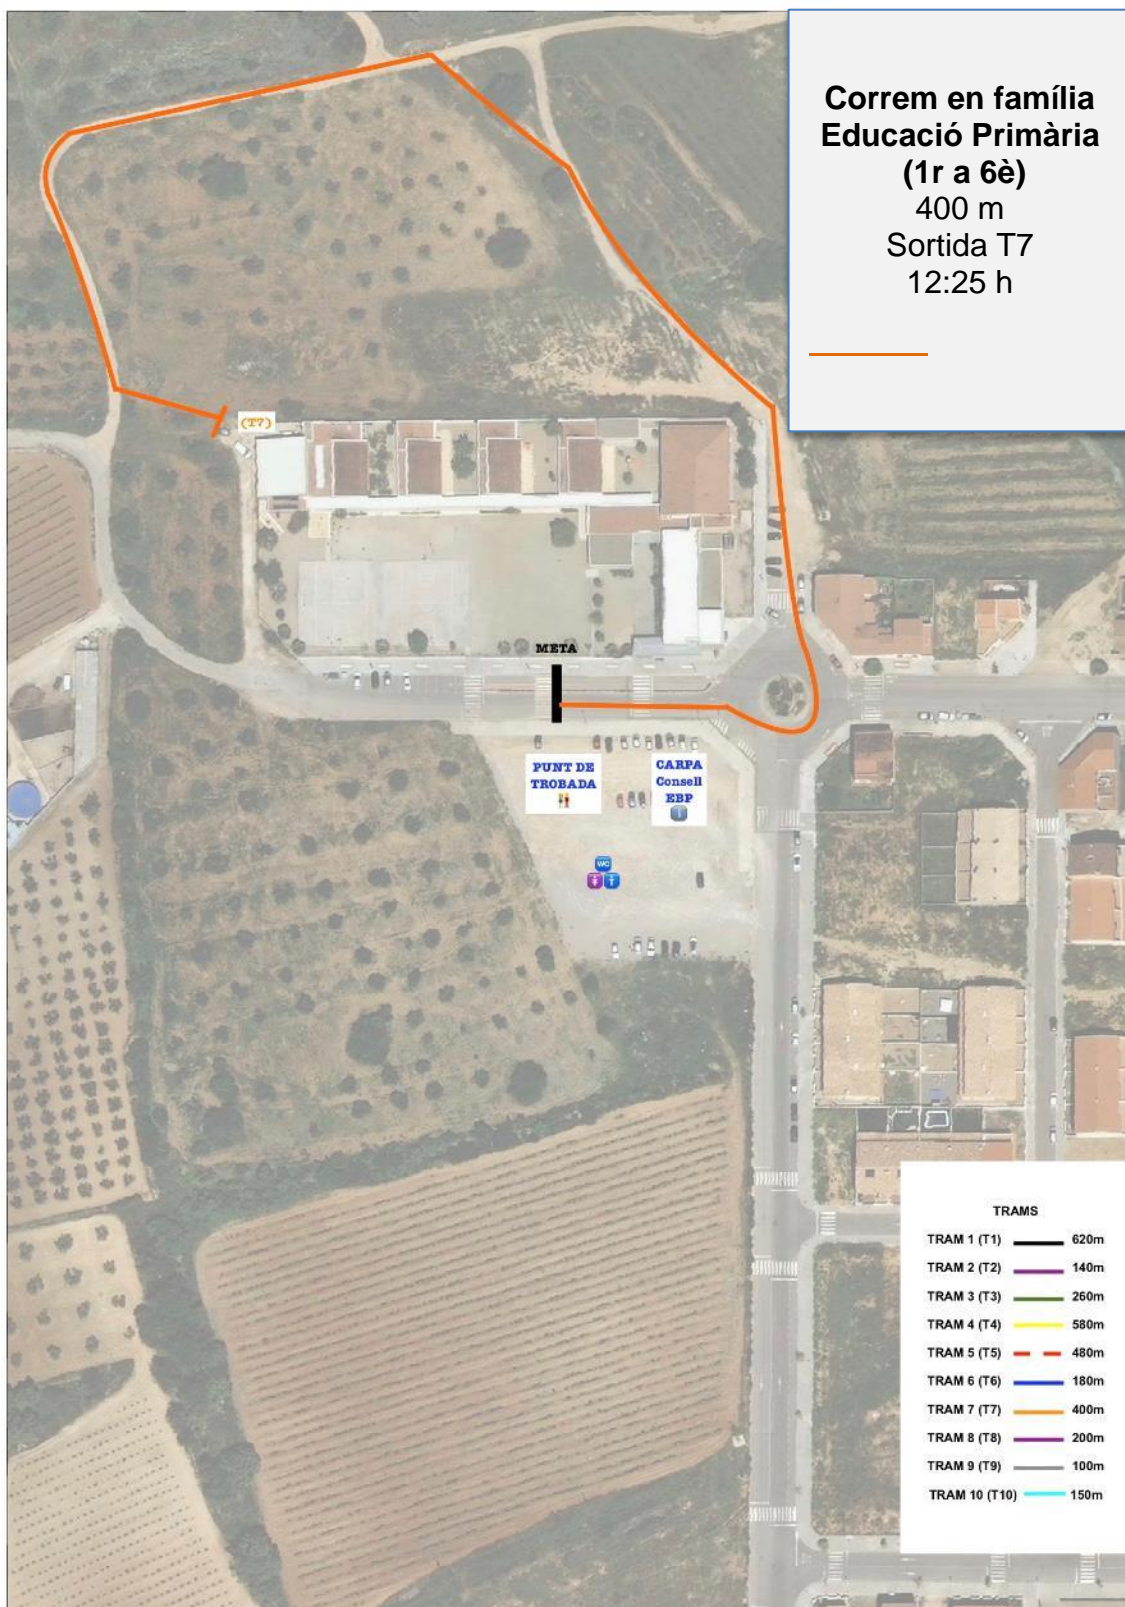 Correm en família
Educació Primària
(1r a 6è)
400 m
Sortida T7
12:25 h
(T7)
META
PUNT DE
TROBADA
CARPA
Consell
EBP
WC
TRAMS
TRAM 1 (T1) 620m
TRAM 2 (T2) 140m
TRAM 3 (T3) 260m
TRAM 4 (T4) 580m
TRAM 5 (T5) 480m
TRAM 6 (T6) 180m
TRAM 7 (T7) 400m
TRAM 8 (T8) 200m
TRAM 9 (T9) 100m
TRAM 10 (T10) 150m